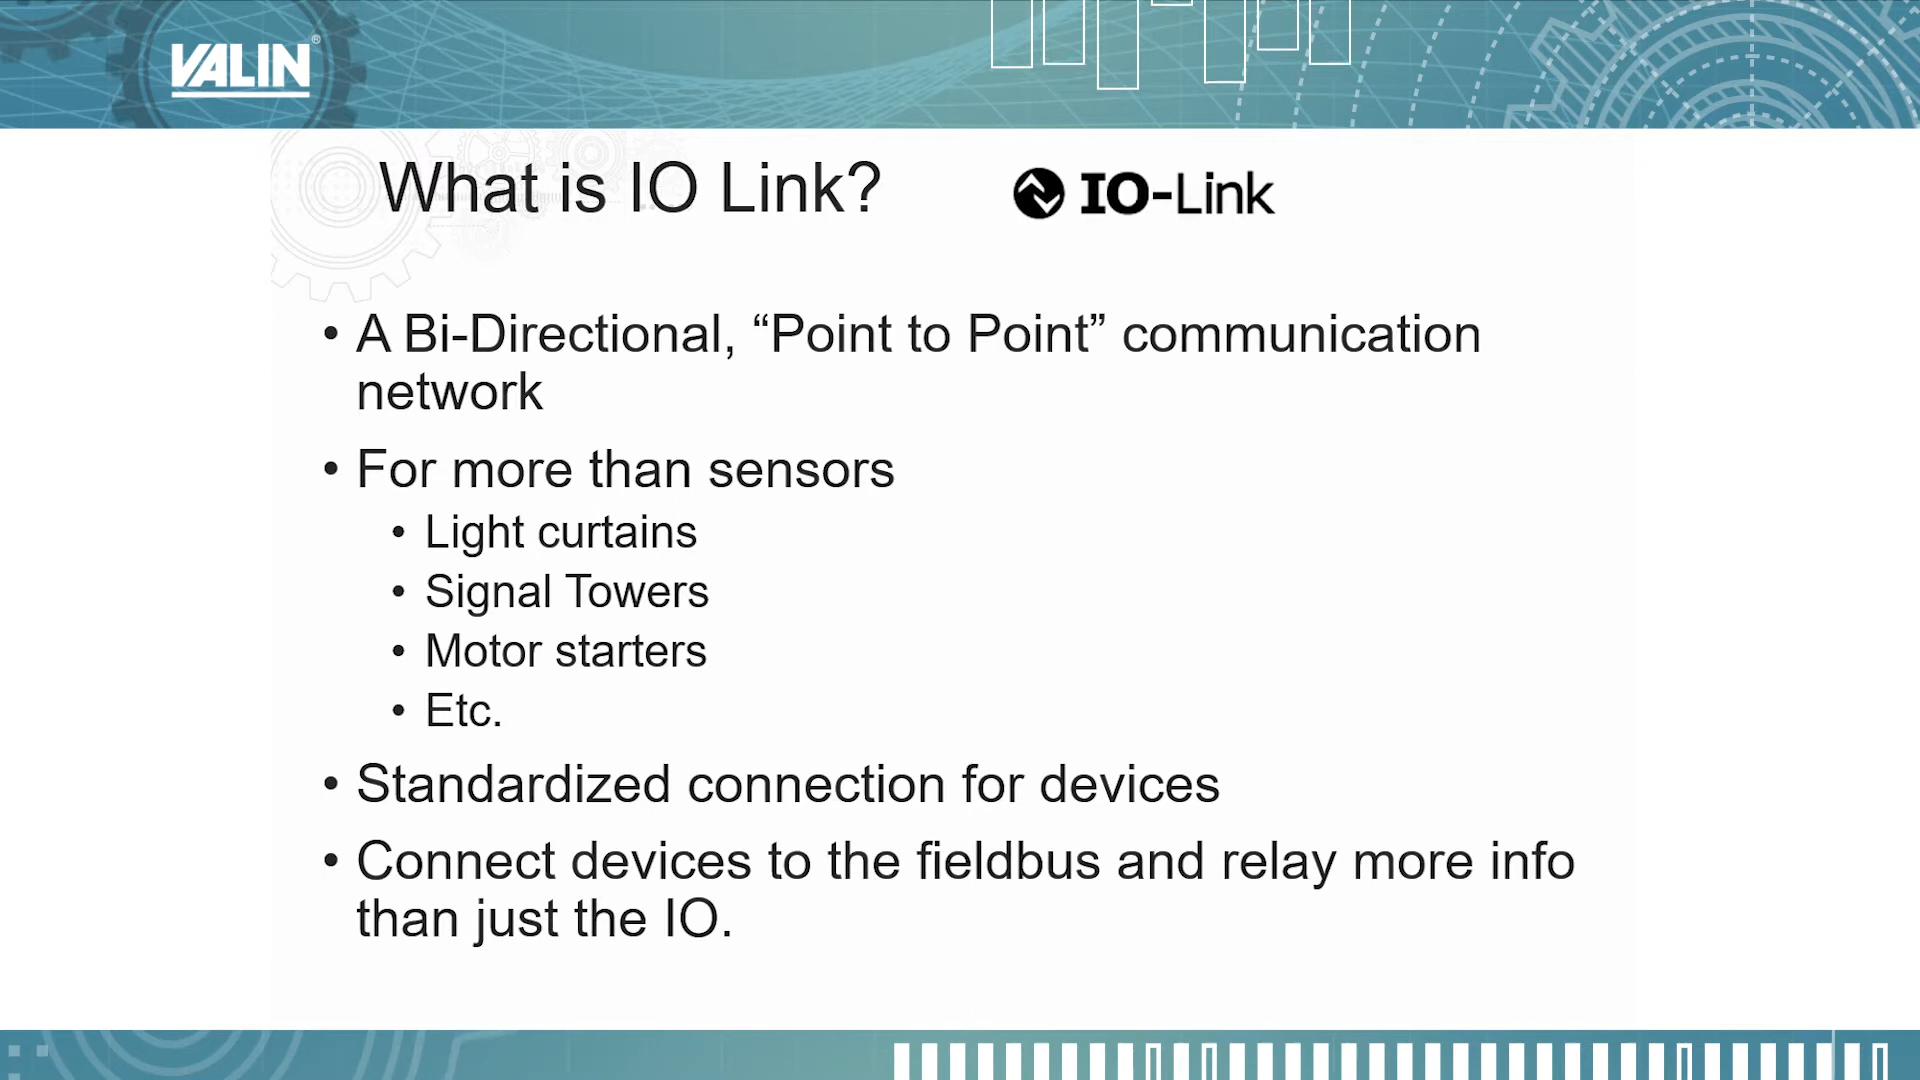 VALIN®
What is IO Link?
IO-Link
• A Bi-Directional, “Point to Point” communication
network
• For more than sensors
• Light curtains
• Signal Towers
• Motor starters
• Etc.
• Standardized connection for devices
• Connect devices to the fieldbus and relay more info
than just the IO.